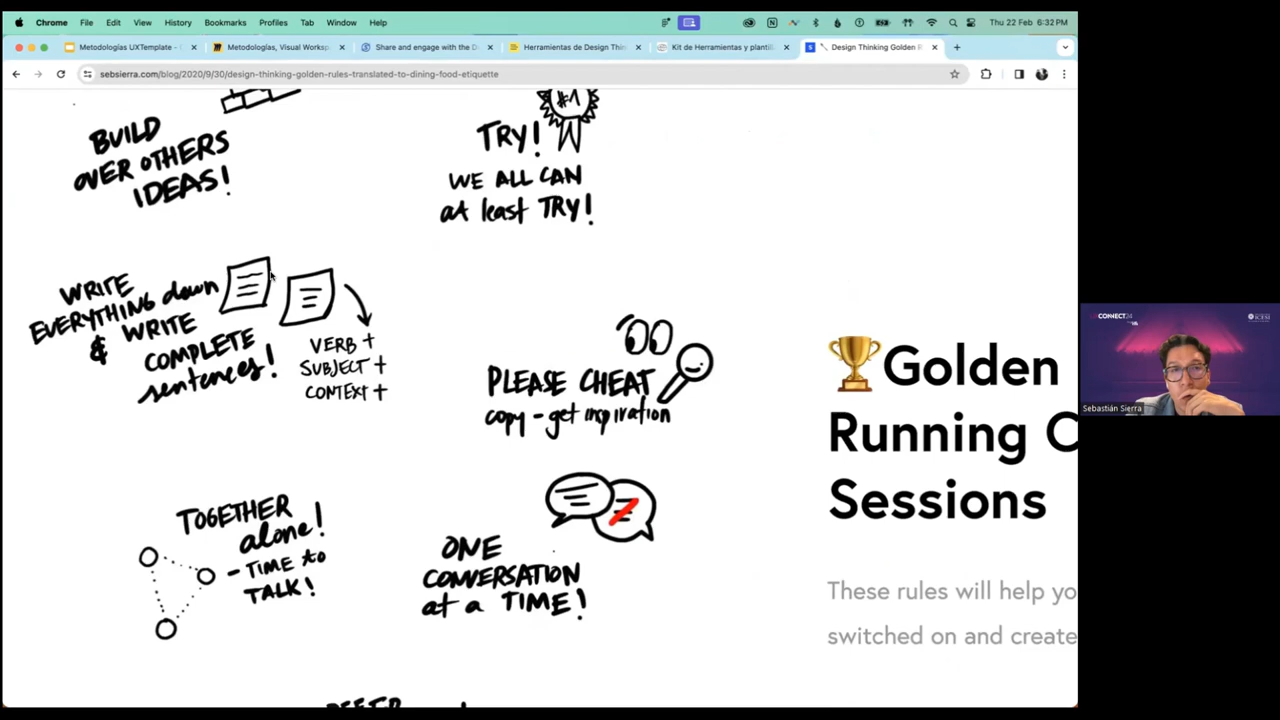 Chrome File Edit View History Bookmarks Profiles Tab Window Help
Thu 22 Feb 6:32 PM
Metodologías UXTemplate -
Metodologías, Visual Worksp
Share and engage with the D
Herramientas de Design Thin
Kit de Herramientas y plantil
Design Thinking Golden R
sebsierra.com/blog/2020/9/30/design-thinking-golden-rules-translated-to-dining-food-etiquette
BUILD
OVER OTHERS
IDEAS!
#1
TRY!
WE ALL CAN
at least TRY!
WRITE
EVERYTHING down
& WRITE
COMPLETE
sentences!
VERB +
SUBJECT +
CONTEXT +
PLEASE CHEAT
copy - get inspiration
TOGETHER
alone!
- TIME to
TALK!
ONE
CONVERSATION
at a TIME!
Golden
Running C
Sessions
These rules will help yo
switched on and create
Sebastián Sierra